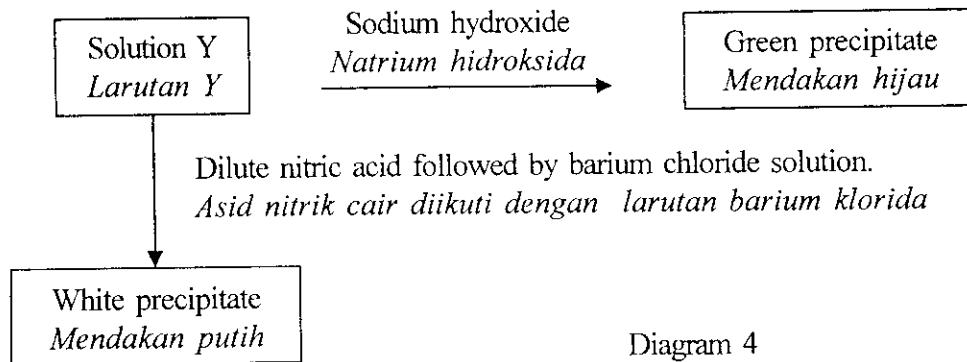 Solution Y
Larutan Y
Sodium hydroxide
Natrium hidroksida
Green precipitate
Mendakan hijau
Dilute nitric acid followed by barium chloride solution.
Asid nitrik cair diikuti dengan larutan barium klorida
White precipitate
Mendakan putih
Diagram 4